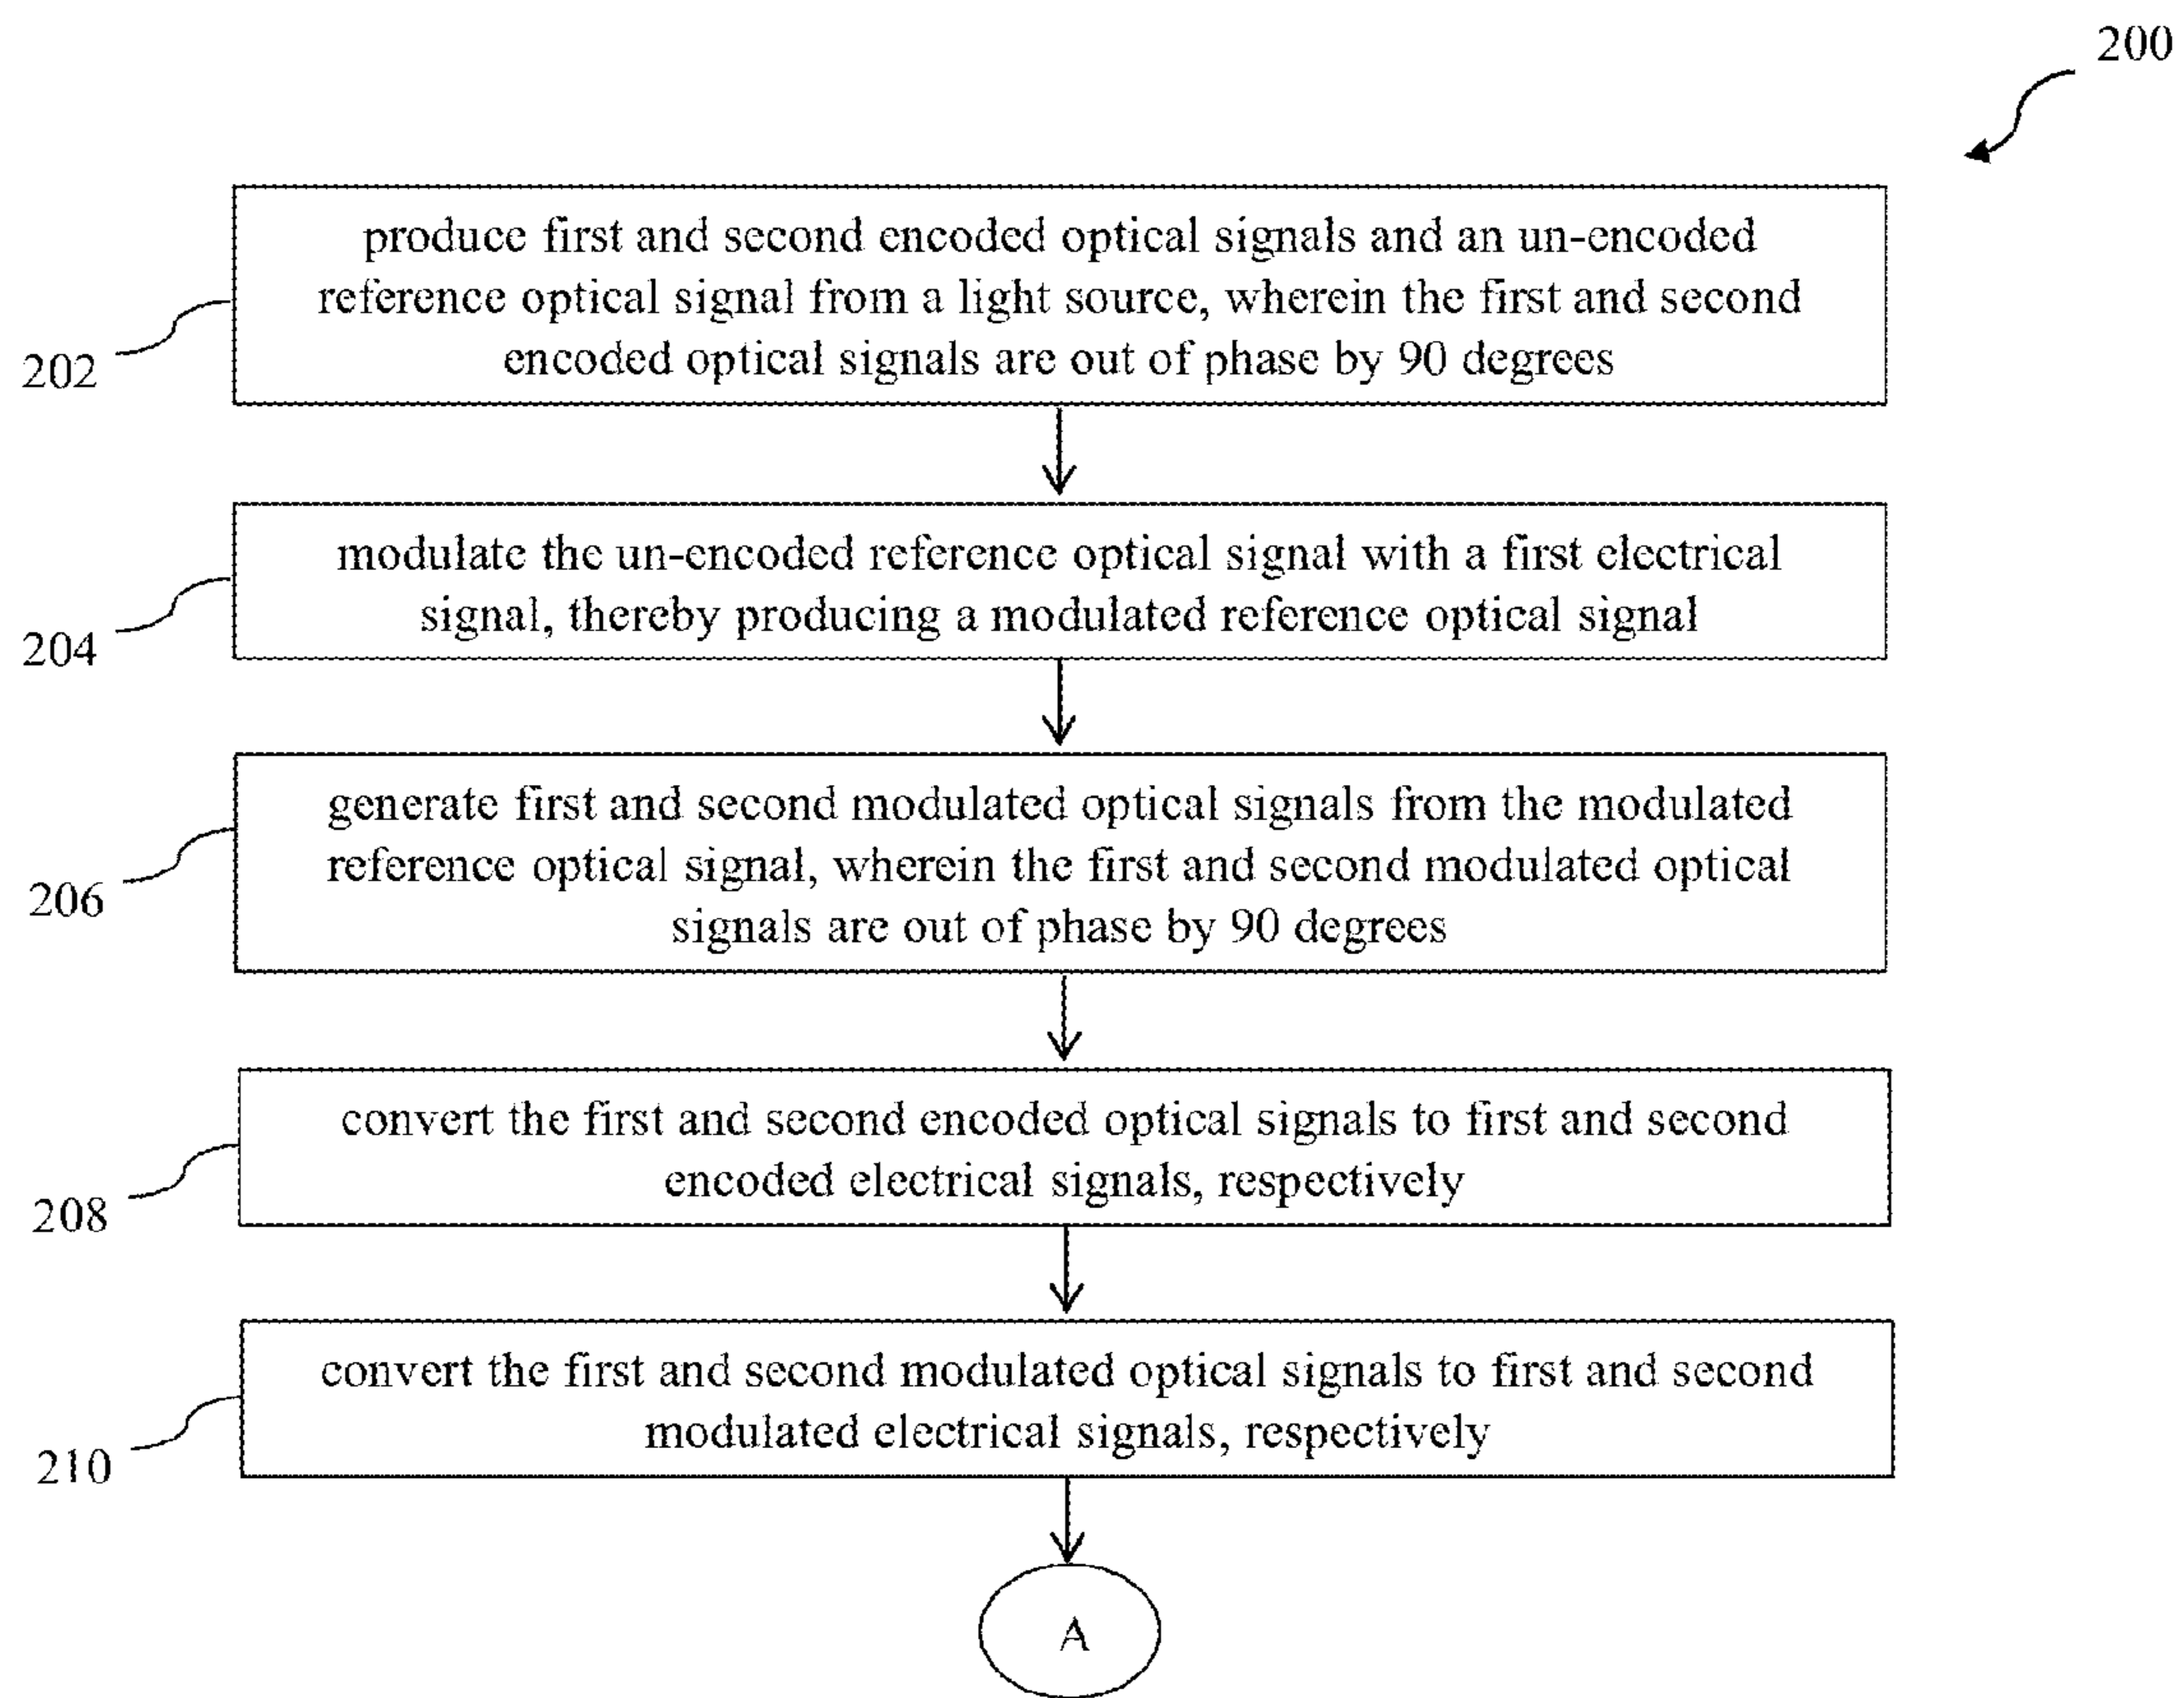 200
produce first and second encoded optical signals and an un-encoded
reference optical signal from a light source, wherein the first and second
encoded optical signals are out of phase by 90 degrees
202
modulate the un-encoded reference optical signal with a first electrical
signal, thereby producing a modulated reference optical signal
204
generate first and second modulated optical signals from the modulated
reference optical signal, wherein the first and second modulated optical
signals are out of phase by 90 degrees
206
convert the first and second encoded optical signals to first and second
encoded electrical signals, respectively
208
convert the first and second modulated optical signals to first and second
modulated electrical signals, respectively
210
A